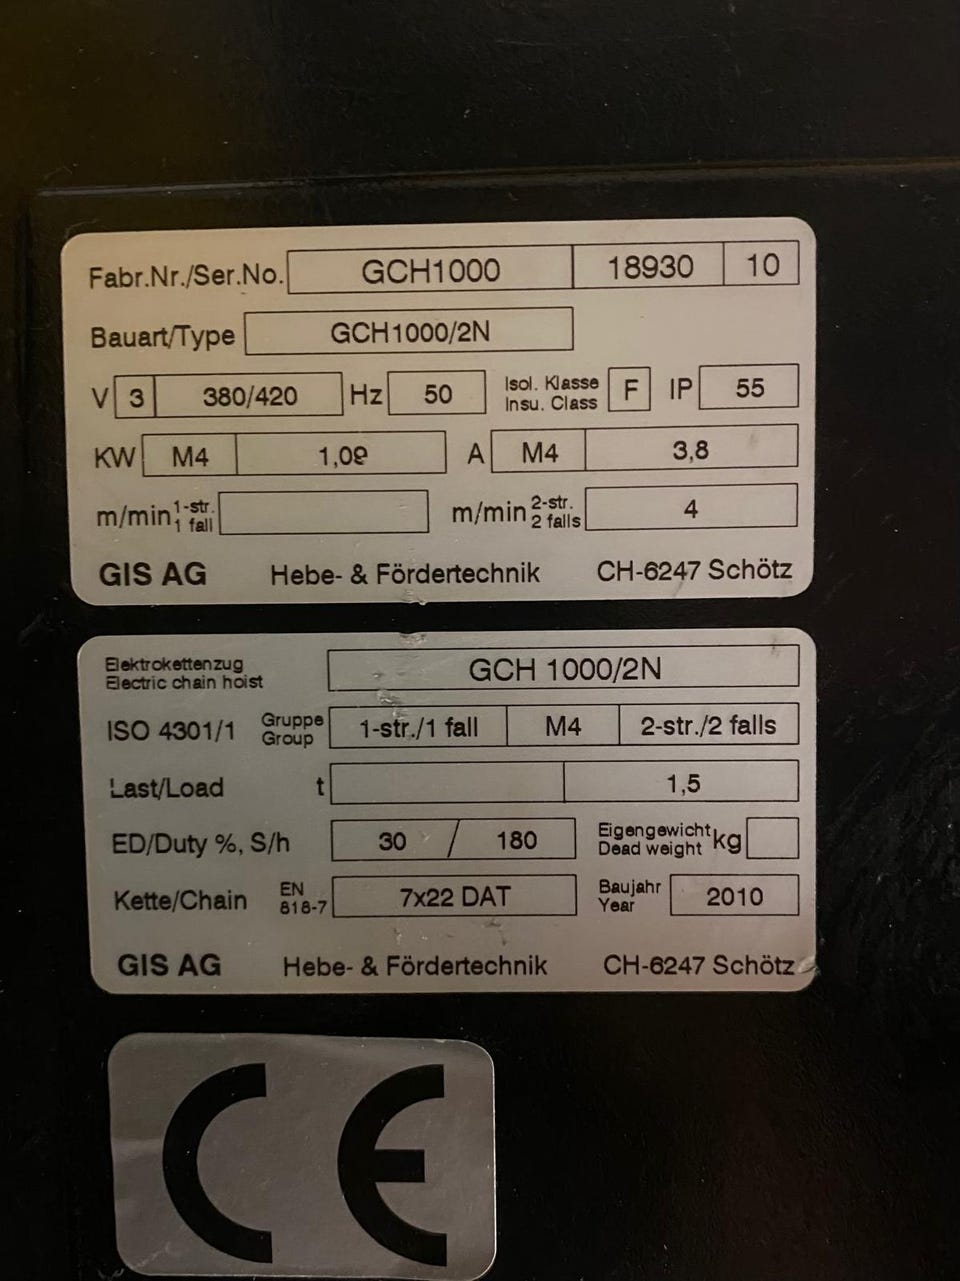 Fabr.Nr./Ser.No. GCH1000 18930 10
Bauart/Type GCH1000/2N
V 3 380/420 Hz 50 Isol. Klasse Insu. Class F IP 55
KW M4 1,09 A M4 3,8
m/min 1-str. 1 fall m/min 2-str. 2 falls 4
GIS AG Hebe- & Fördertechnik CH-6247 Schötz
Elektrokettenzug Electric chain hoist GCH 1000/2N
ISO 4301/1 Gruppe Group 1-str./1 fall M4 2-str./2 falls
Last/Load t 1,5
ED/Duty %, S/h 30 / 180 Eigengewicht Dead weight kg
Kette/Chain EN 818-7 7x22 DAT Baujahr Year 2010
GIS AG Hebe- & Fördertechnik CH-6247 Schötz
CE